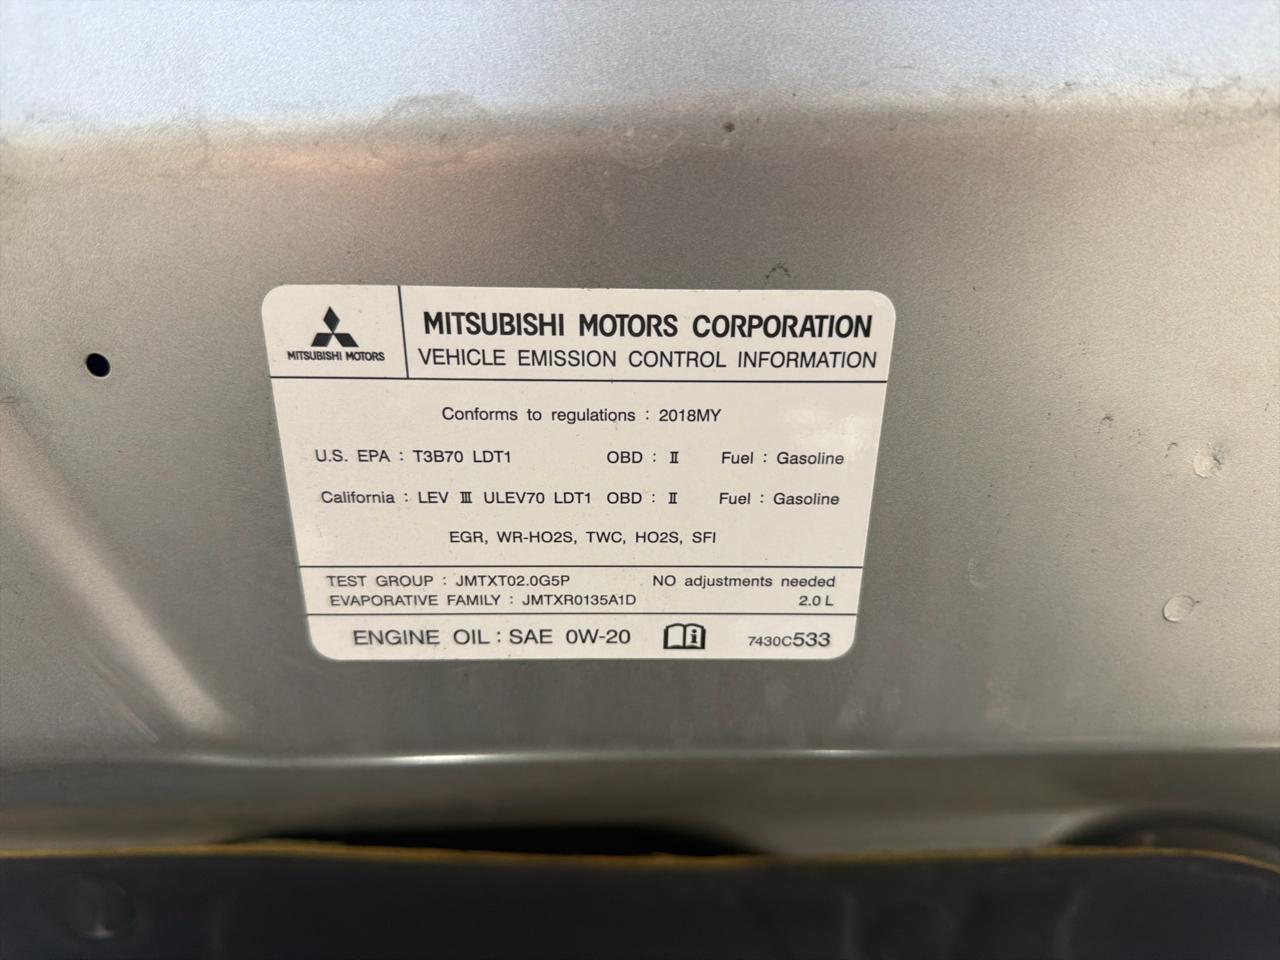 MITSUBISHI MOTORS
MITSUBISHI MOTORS CORPORATION
VEHICLE EMISSION CONTROL INFORMATION
Conforms to regulations : 2018MY
U.S. EPA : T3B70 LDT1 OBD : Ⅱ Fuel : Gasoline
California : LEV Ⅲ ULEV70 LDT1 OBD : Ⅱ Fuel : Gasoline
EGR, WR-HO2S, TWC, HO2S, SFI
TEST GROUP : JMTXT02.0G5P NO adjustments needed
EVAPORATIVE FAMILY : JMTXR0135A1D 2.0 L
ENGINE OIL : SAE 0W-20 i 7430C533